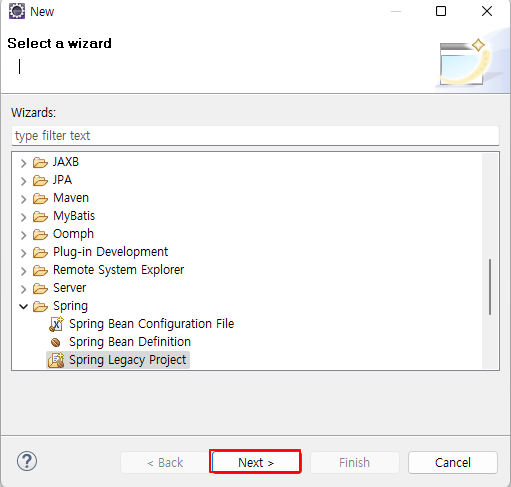 New
Select a wizard
Wizards:
type filter text
JAXB
JPA
Maven
MyBatis
Oomph
Plug-in Development
Remote System Explorer
Server
Spring
Spring Bean Configuration File
Spring Bean Definition
Spring Legacy Project
? < Back Next > Finish Cancel